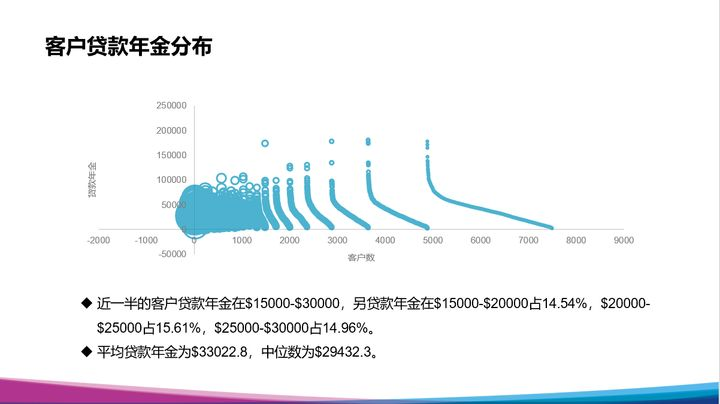 客户贷款年金分布
250000
200000
150000
100000
50000
0
-50000
贷款年金
-2000 -1000 0 1000 2000 3000 4000 5000 6000 7000 8000 9000
客户数
◆ 近一半的客户贷款年金在$15000-$30000，另贷款年金在$15000-$20000占14.54%，$20000-
$25000占15.61%，$25000-$30000占14.96%。
◆ 平均贷款年金为$33022.8，中位数为$29432.3。